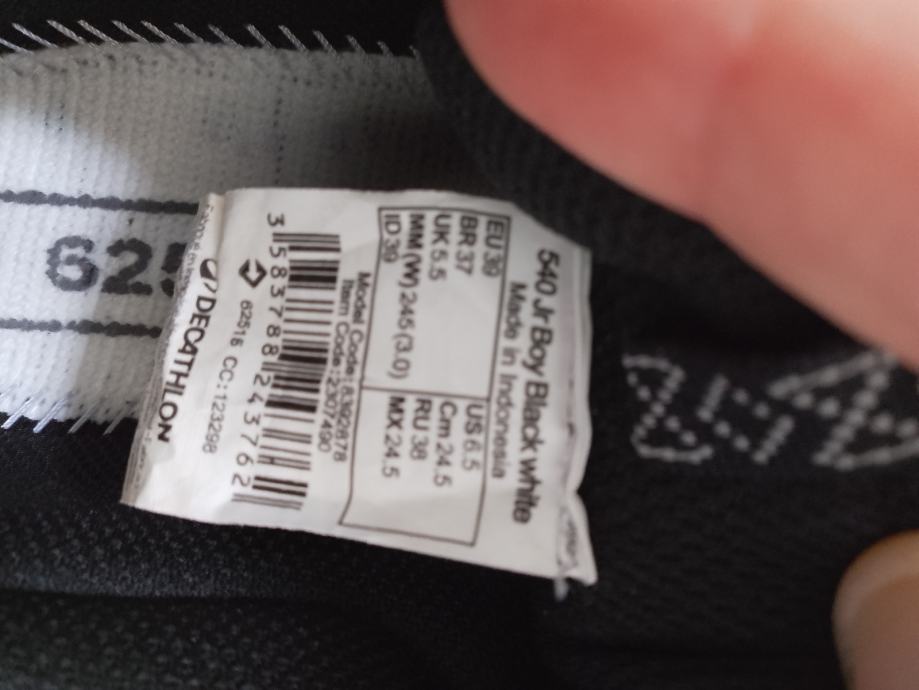 540 Jr Boy Black white
Made in Indonesia
EU 39
BR 37
UK 5.5
MM (W) 245 (3.0)
ID 39
US 6.5
Cm 24.5
RU 38
MX 24.5
Model Code: 8392878
Item Code: 2307490
3 583788 243762
62516 CC:123298
DECATHLON
625